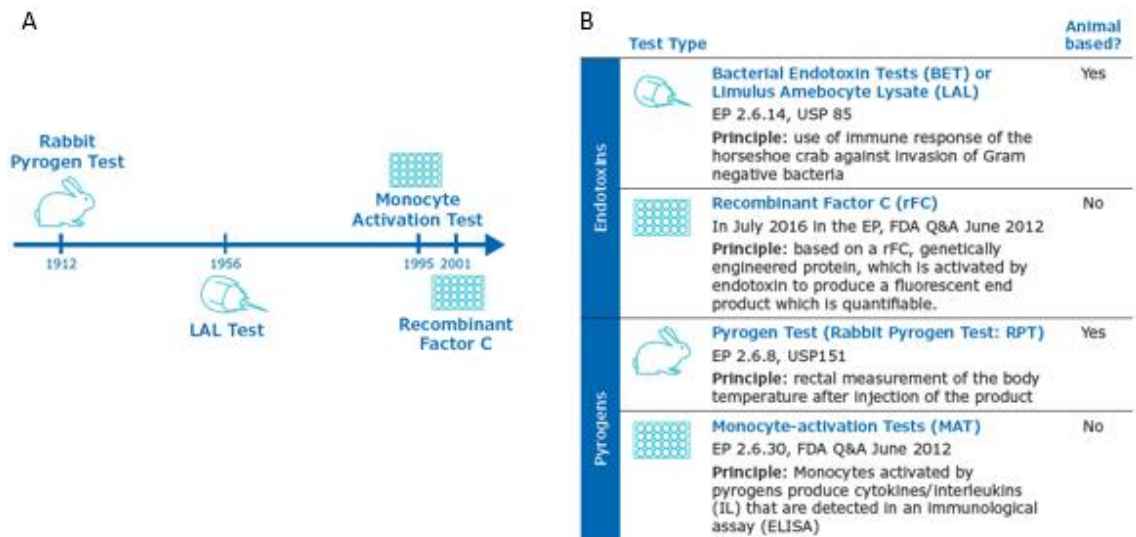 A
Rabbit
Pyrogen Test
Monocyte
Activation Test
1912
1956
1995
2001
LAL Test
Recombinant
Factor C
B
Test Type
Animal
based?
Endotoxins
Bacterial Endotoxin Tests (BET) or
Limulus Amebocyte Lysate (LAL)
Yes
EP 2.6.14, USP 85
Principle: use of immune response of the
horseshoe crab against invasion of Gram
negative bacteria
Recombinant Factor C (rFC)
No
In July 2016 in the EP, FDA Q&A June 2012
Principle: based on a rFC, genetically
engineered protein, which is activated by
endotoxin to produce a fluorescent end
product which is quantifiable.
Pyrogens
Pyrogen Test (Rabbit Pyrogen Test: RPT)
Yes
EP 2.6.8, USP151
Principle: rectal measurement of the body
temperature after injection of the product
Monocyte-activation Tests (MAT)
No
EP 2.6.30, FDA Q&A June 2012
Principle: Monocytes activated by
pyrogens produce cytokines/interleukins
(IL) that are detected in an immunological
assay (ELISA)